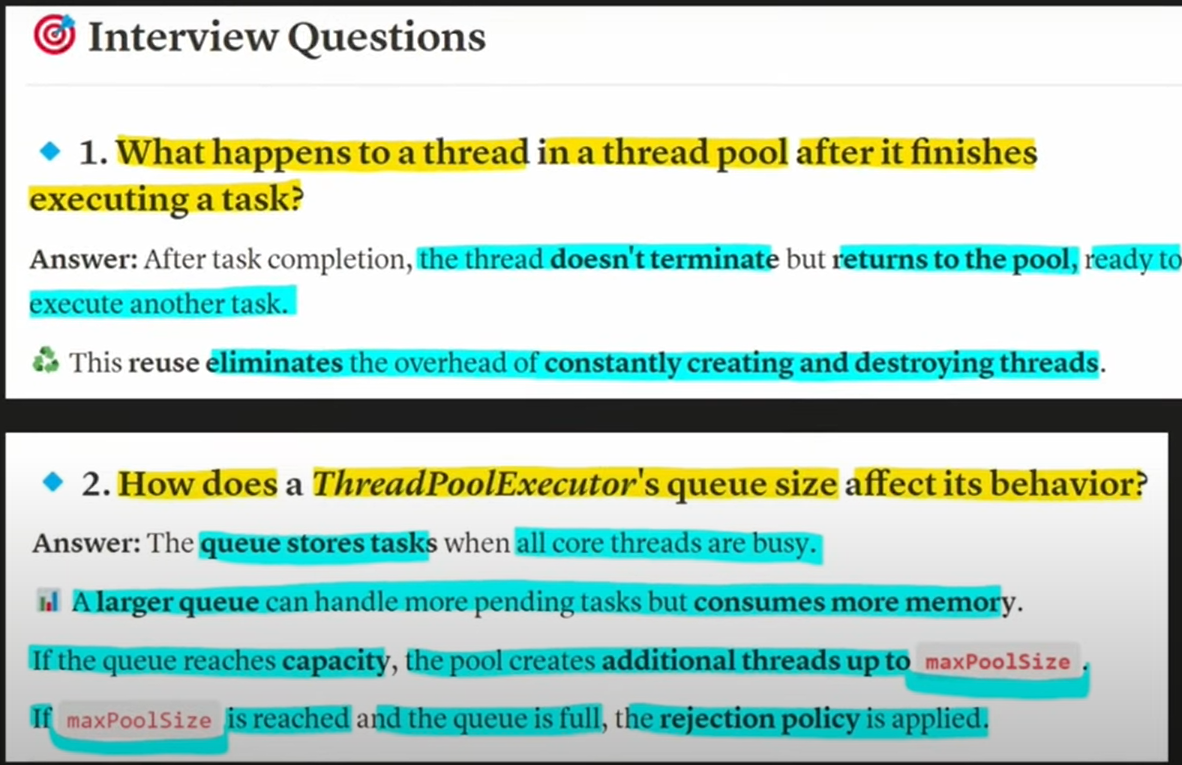 🎯 Interview Questions
🔹 1. What happens to a thread in a thread pool after it finishes
executing a task?
Answer: After task completion, the thread doesn't terminate but returns to the pool, ready to
execute another task.
♻️ This reuse eliminates the overhead of constantly creating and destroying threads.
🔹 2. How does a ThreadPoolExecutor's queue size affect its behavior?
Answer: The queue stores tasks when all core threads are busy.
📊 A larger queue can handle more pending tasks but consumes more memory.
If the queue reaches capacity, the pool creates additional threads up to maxPoolSize .
If maxPoolSize is reached and the queue is full, the rejection policy is applied.